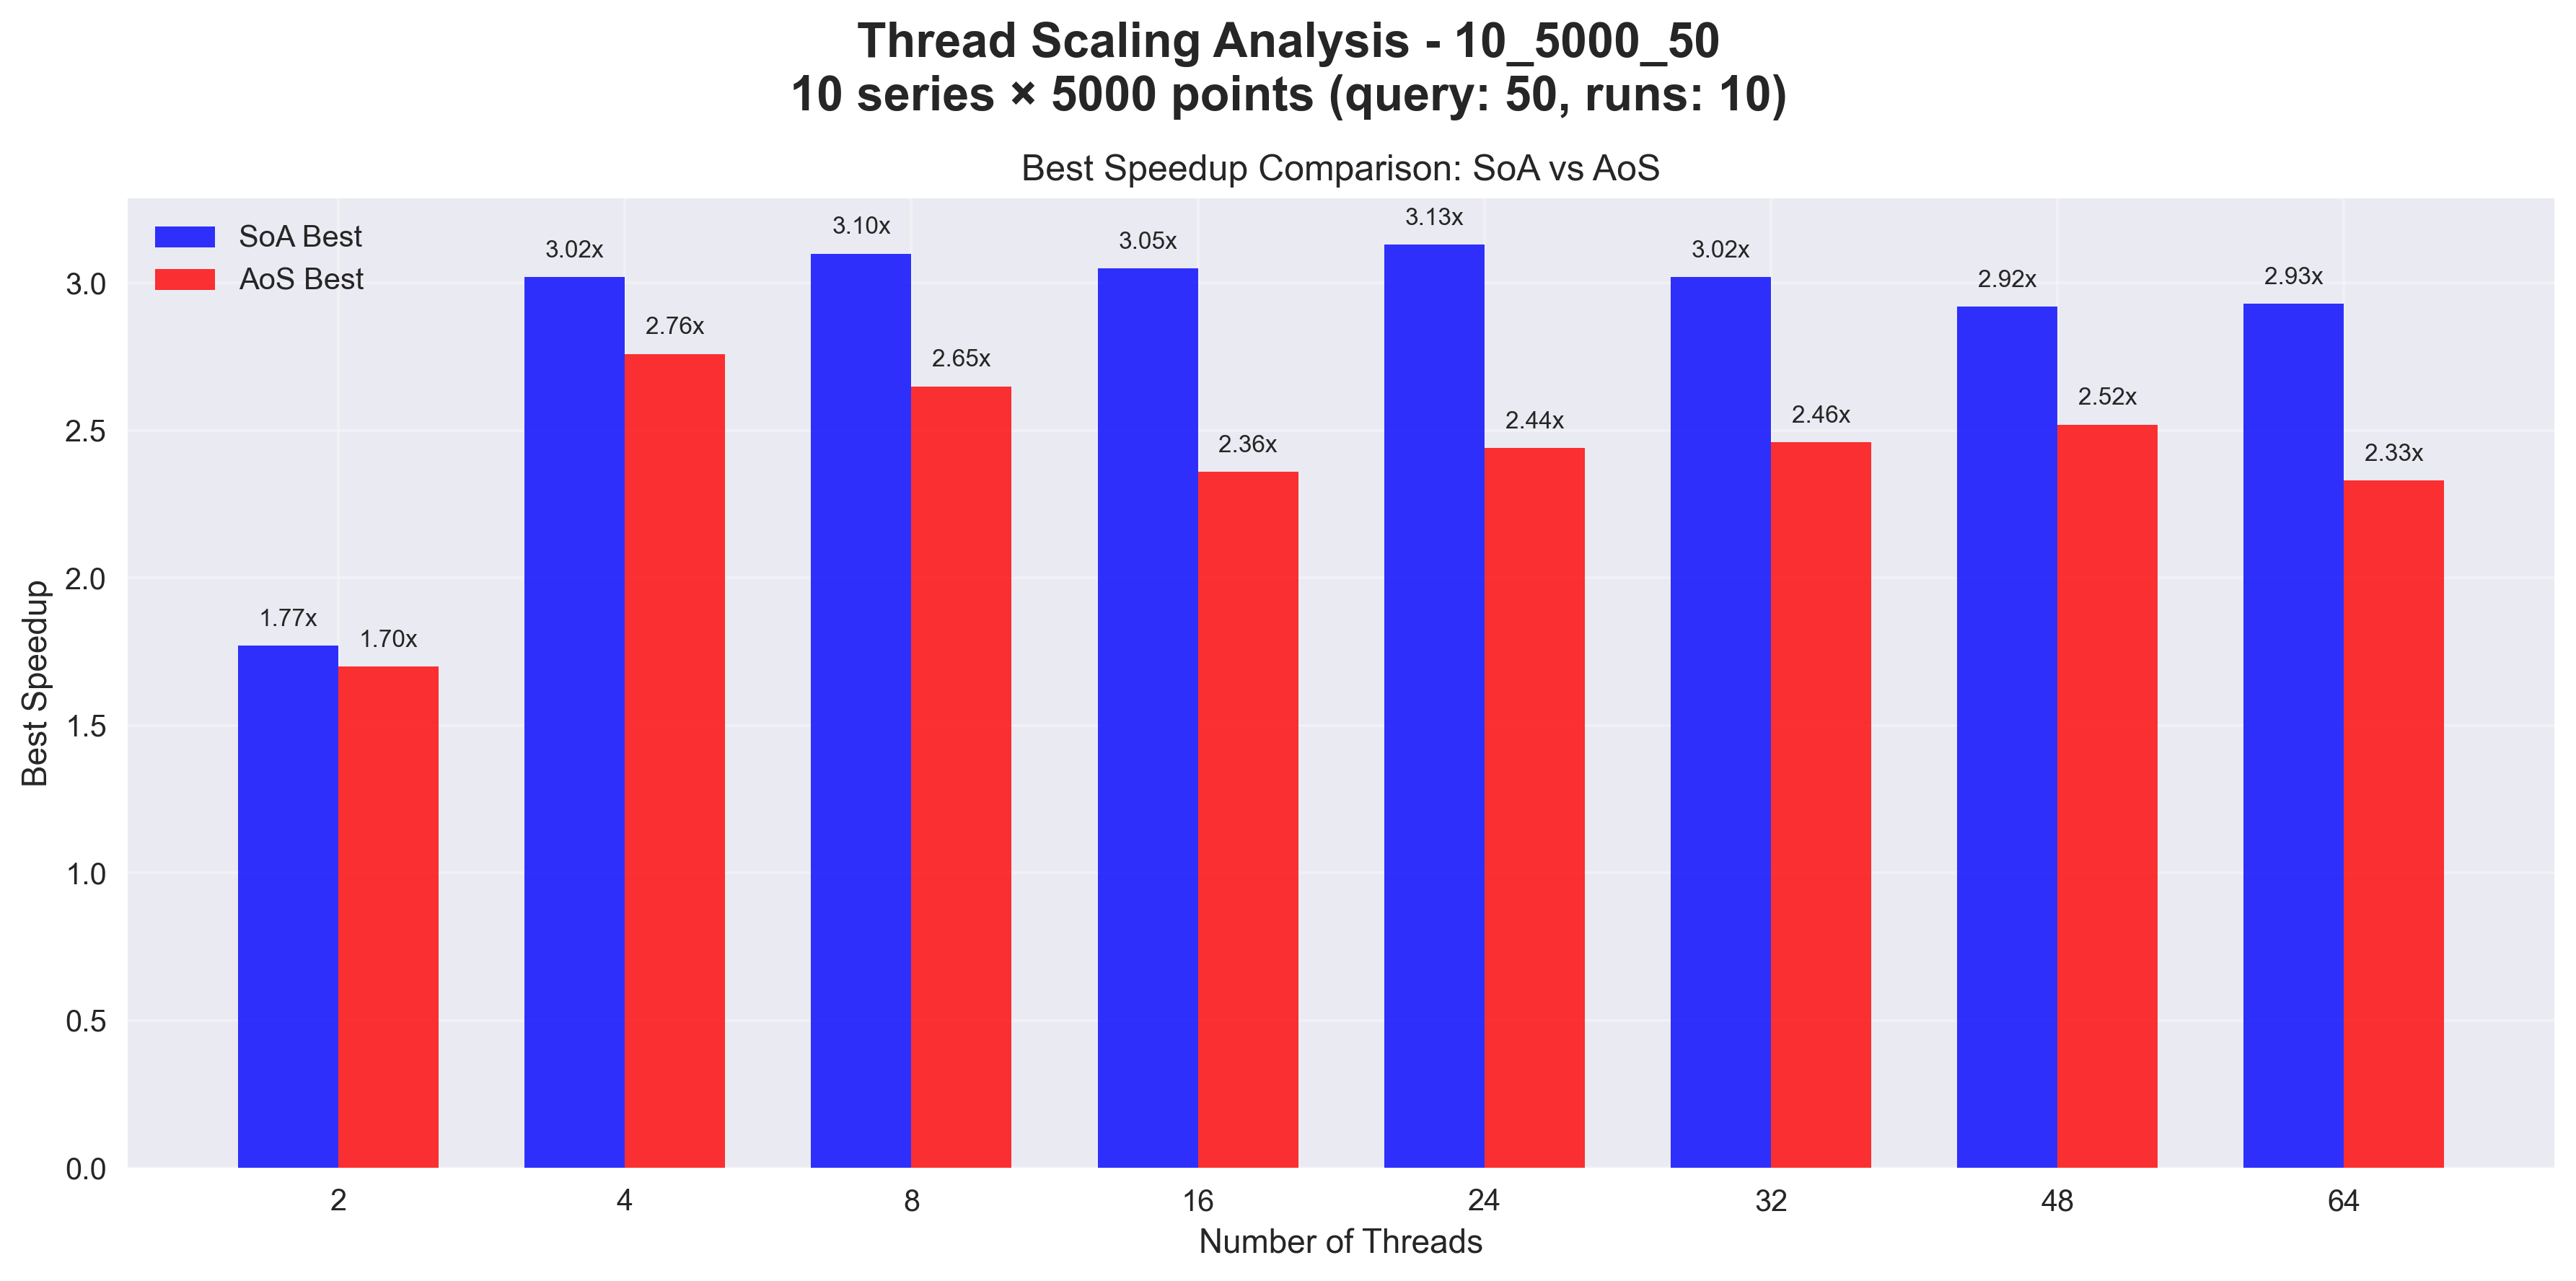 Thread Scaling Analysis - 10_5000_50
10 series × 5000 points (query: 50, runs: 10)
Best Speedup Comparison: SoA vs AoS
SoA Best
AoS Best
Best Speedup
3.0
2.5
2.0
1.5
1.0
0.5
0.0
1.77x
1.70x
3.02x
2.76x
3.10x
2.65x
3.05x
2.36x
3.13x
2.44x
3.02x
2.46x
2.92x
2.52x
2.93x
2.33x
2 4 8 16 24 32 48 64
Number of Threads